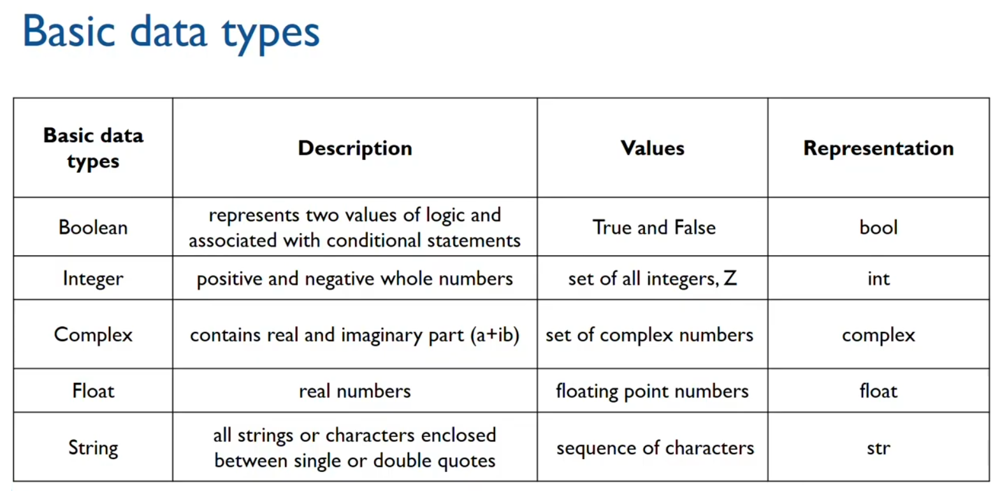 Basic data types
Basic data
types
Description
Values
Representation
Boolean
represents two values of logic and
associated with conditional statements
True and False
bool
Integer
positive and negative whole numbers
set of all integers, Z
int
Complex
contains real and imaginary part (a+ib)
set of complex numbers
complex
Float
real numbers
floating point numbers
float
String
all strings or characters enclosed
between single or double quotes
sequence of characters
str